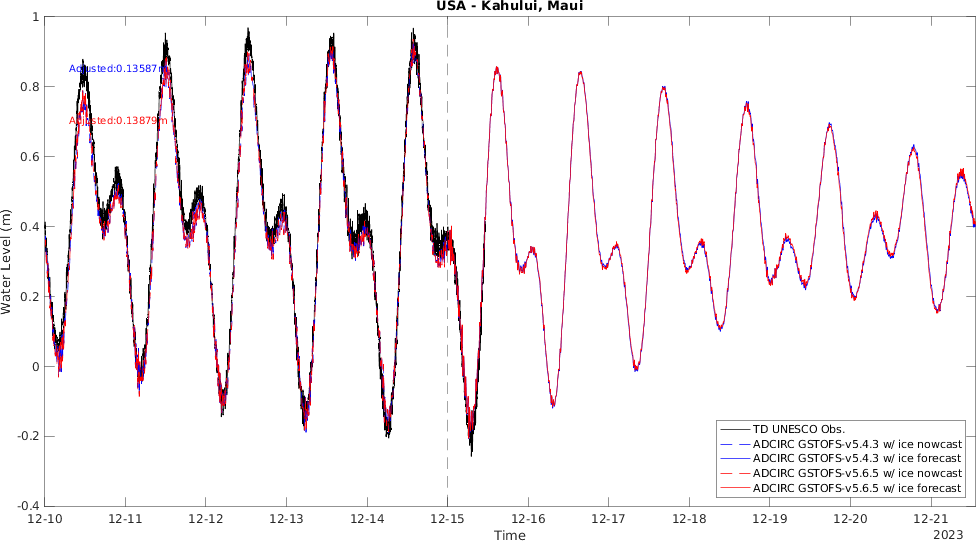 USA - Kahului, Maui
1
0.8
0.6
0.4
0.2
0
-0.2
-0.4
Water Level (m)
Adjusted:0.13587m
Adjusted:0.13879m
TD UNESCO Obs.
ADCIRC GSTOFS-v5.4.3 w/ ice nowcast
ADCIRC GSTOFS-v5.4.3 w/ ice forecast
ADCIRC GSTOFS-v5.6.5 w/ ice nowcast
ADCIRC GSTOFS-v5.6.5 w/ ice forecast
12-10 12-11 12-12 12-13 12-14 12-15 12-16 12-17 12-18 12-19 12-20 12-21
Time
2023